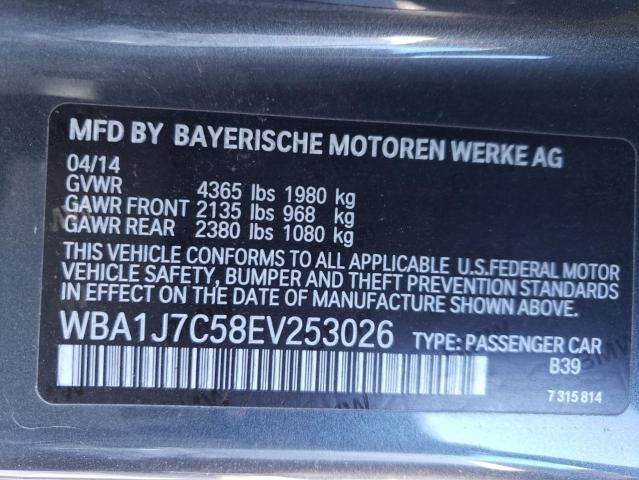 MFD BY BAYERISCHE MOTOREN WERKE AG
04/14
GVWR 4365 lbs 1980 kg
GAWR FRONT 2135 lbs 968 kg
GAWR REAR 2380 lbs 1080 kg
THIS VEHICLE CONFORMS TO ALL APPLICABLE U.S.FEDERAL MOTOR
VEHICLE SAFETY, BUMPER AND THEFT PREVENTION STANDARDS
IN EFFECT ON THE DATE OF MANUFACTURE SHOWN ABOVE.
WBA1J7C58EV253026 TYPE: PASSENGER CAR
B39
7 315 814